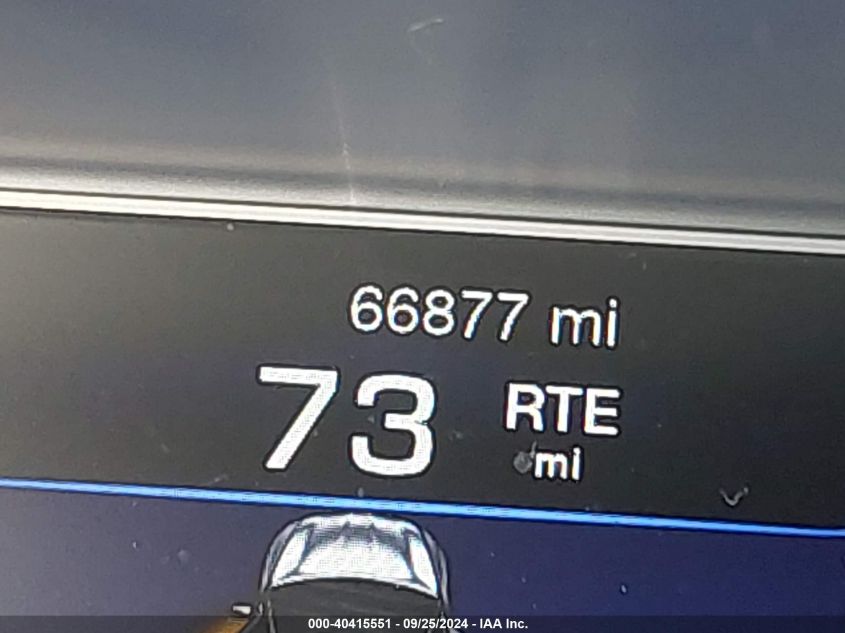 66877 mi
73 RTE
mi
000-40415551 - 09/25/2024 - IAA Inc.